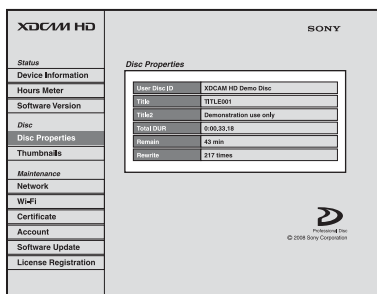 XDCAM HD
SONY
Status
Device Information
Hours Meter
Software Version
Disc
Disc Properties
Thumbnails
Maintenance
Network
Wi-Fi
Certificate
Account
Software Update
License Registration
Disc Properties
User Disc ID XDCAM HD Demo Disc
Title TITLE001
Title2 Demonstration use only
Total DUR 0:00,33,18
Remain 43 min
Rewrite 217 times
Professional Disc
© 2008 Sony Corporation